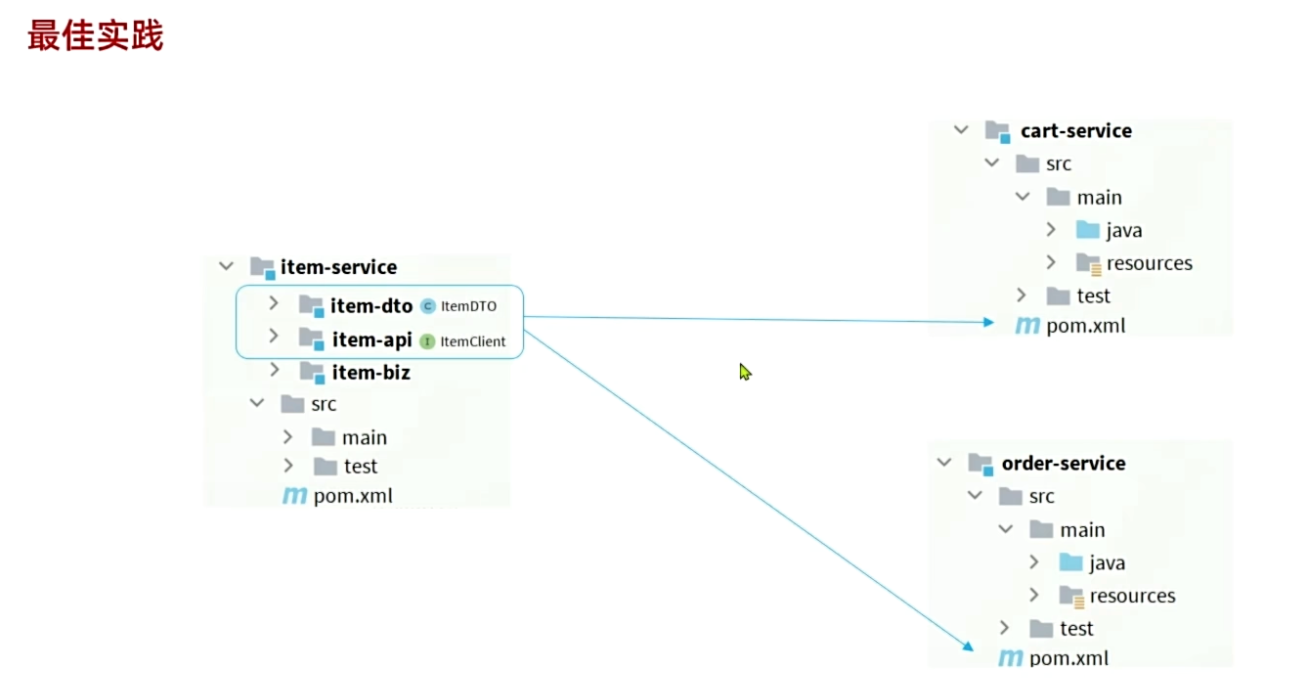 最佳实践
item-service
item-dto C ItemDTO
item-api I ItemClient
item-biz
src
main
test
m pom.xml
cart-service
src
main
java
resources
test
m pom.xml
order-service
src
main
java
resources
test
m pom.xml